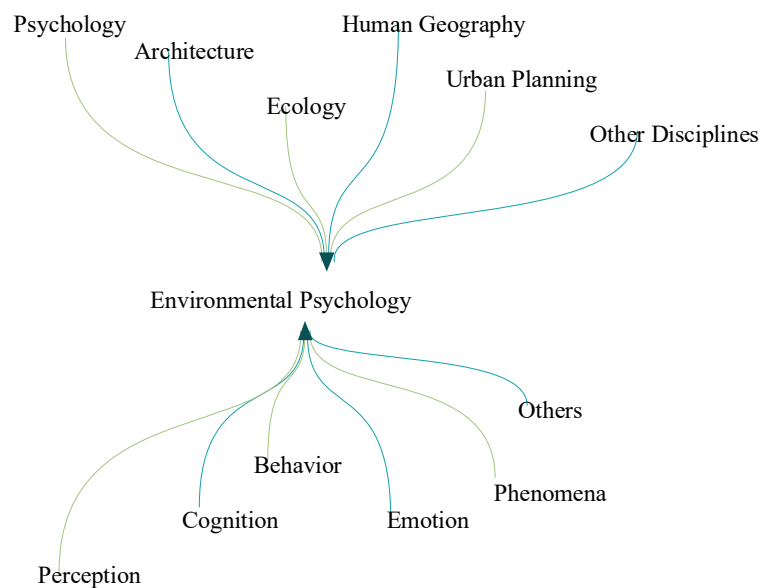 Psychology
Human Geography
Architecture
Urban Planning
Ecology
Other Disciplines
Environmental Psychology
Others
Behavior
Phenomena
Cognition
Emotion
Perception